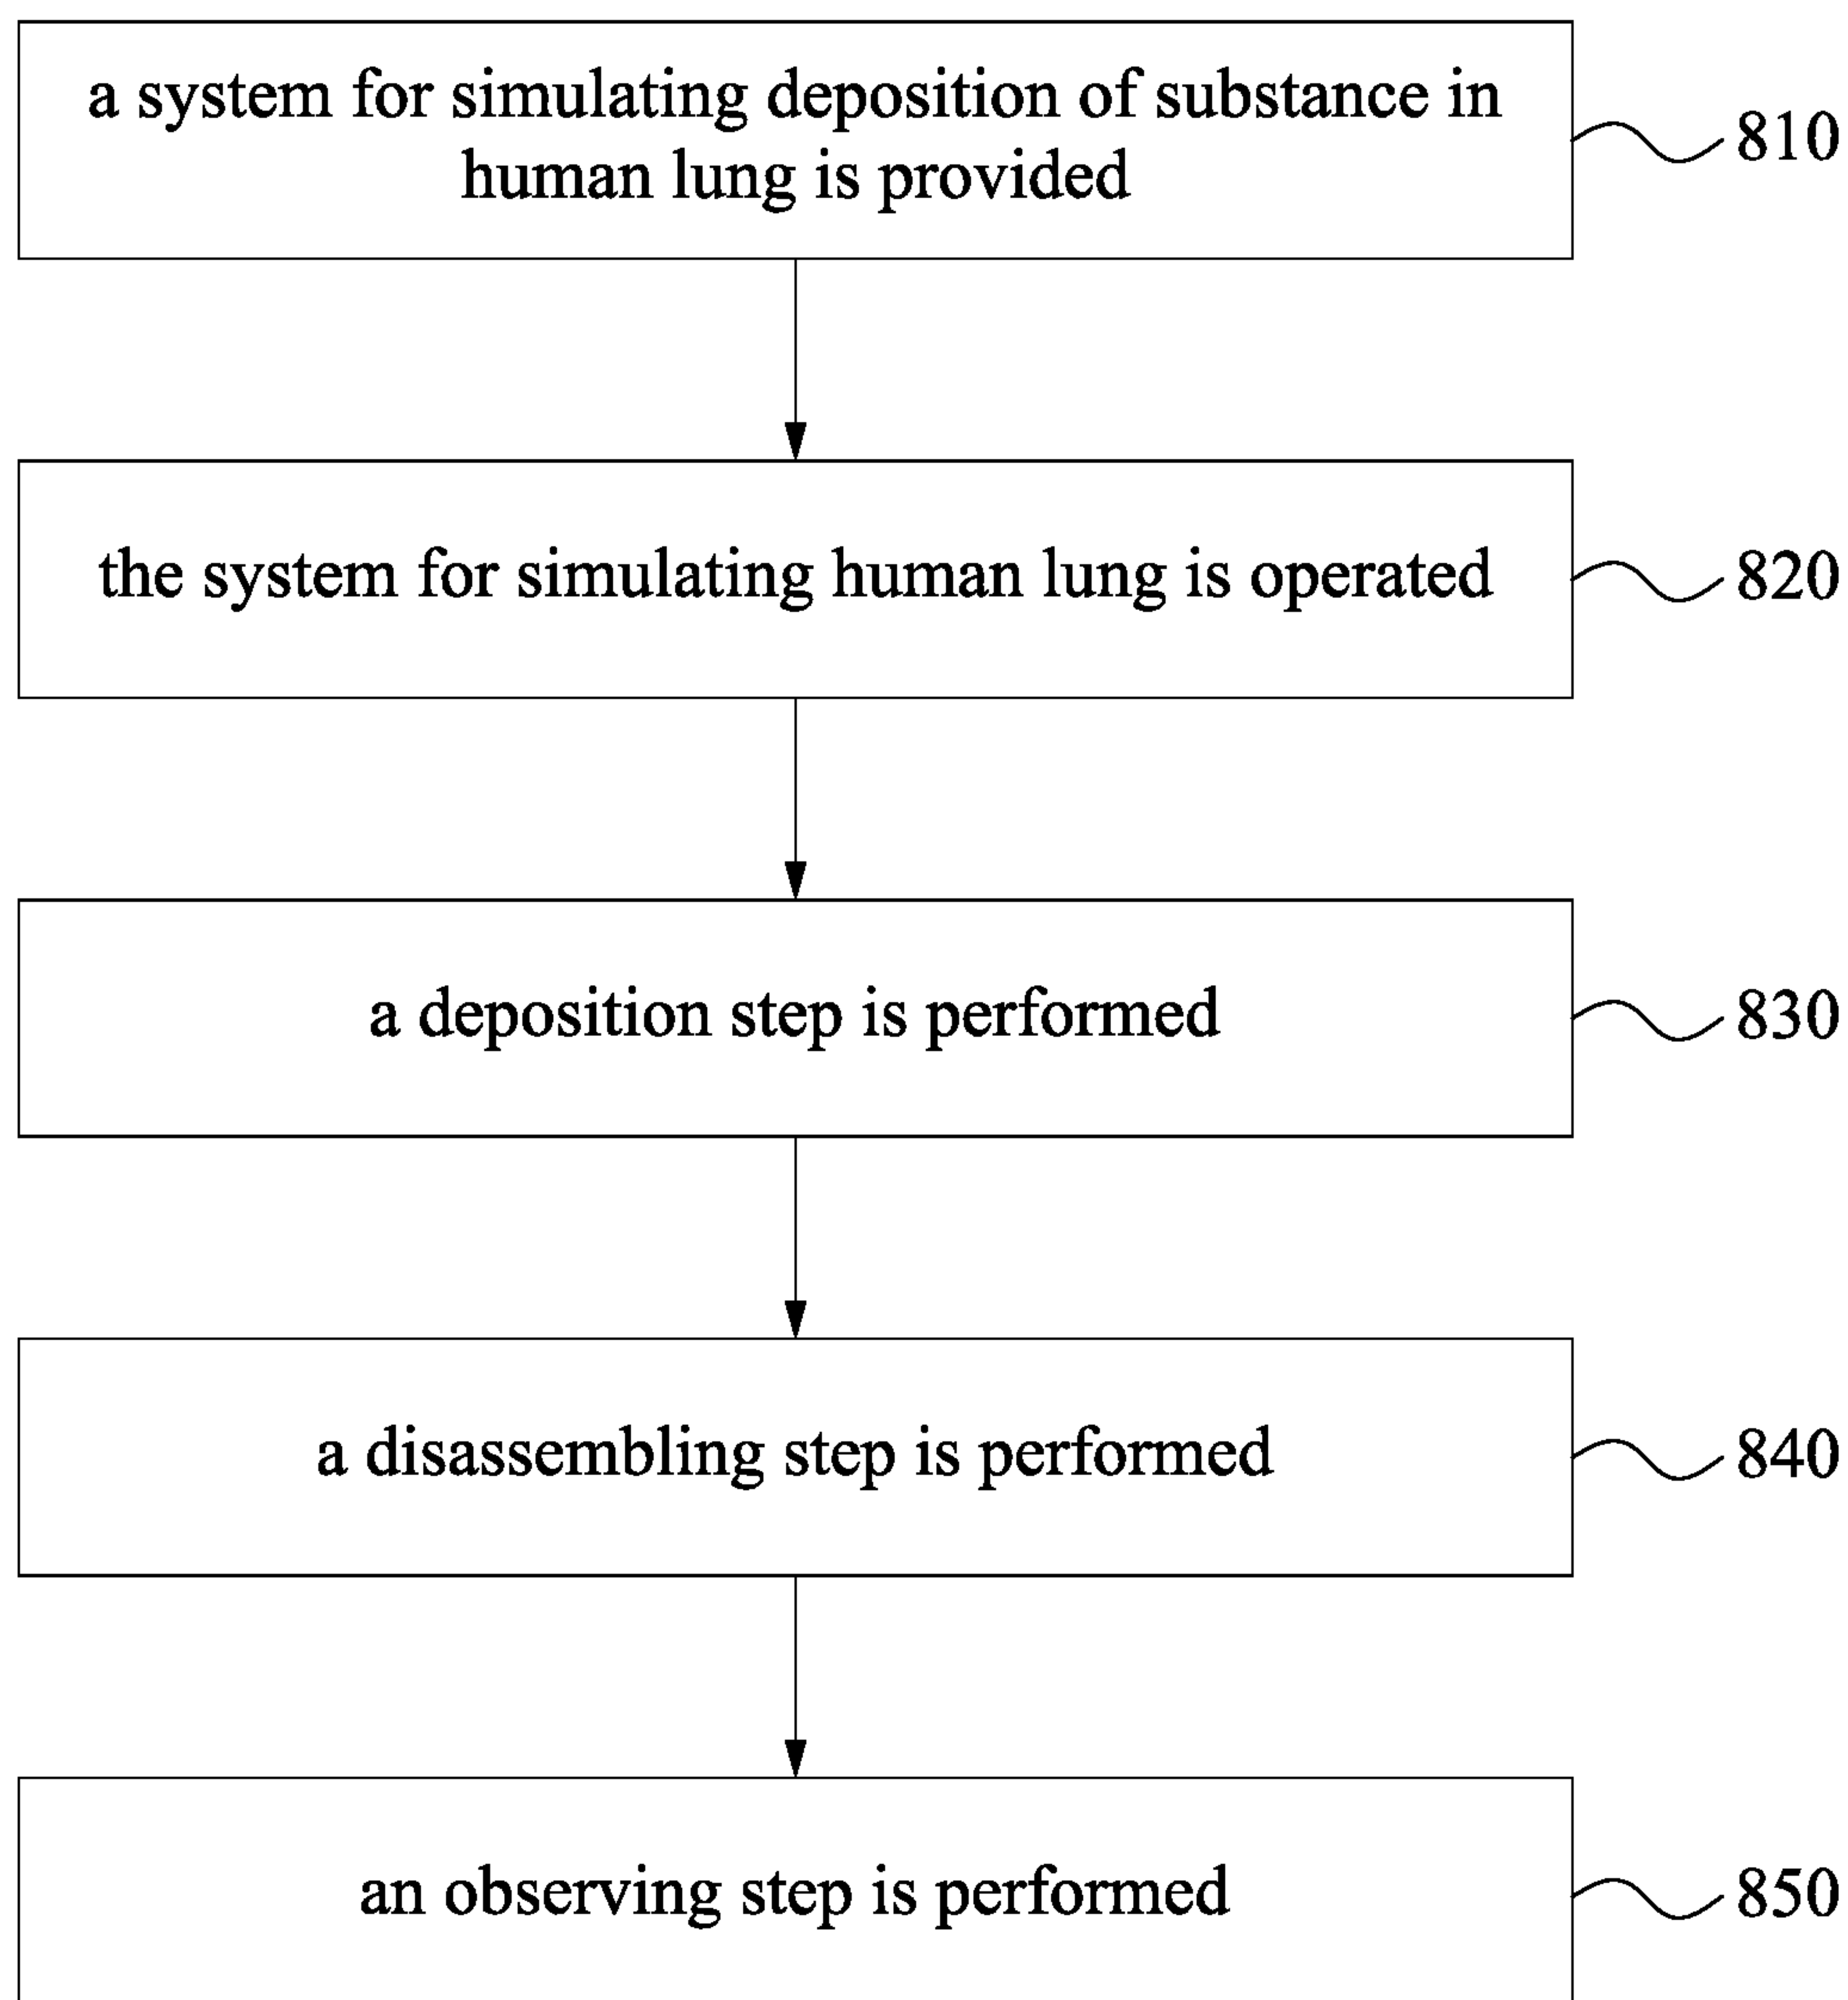 a system for simulating deposition of substance in
human lung is provided
810
the system for simulating human lung is operated
820
a deposition step is performed
830
a disassembling step is performed
840
an observing step is performed
850